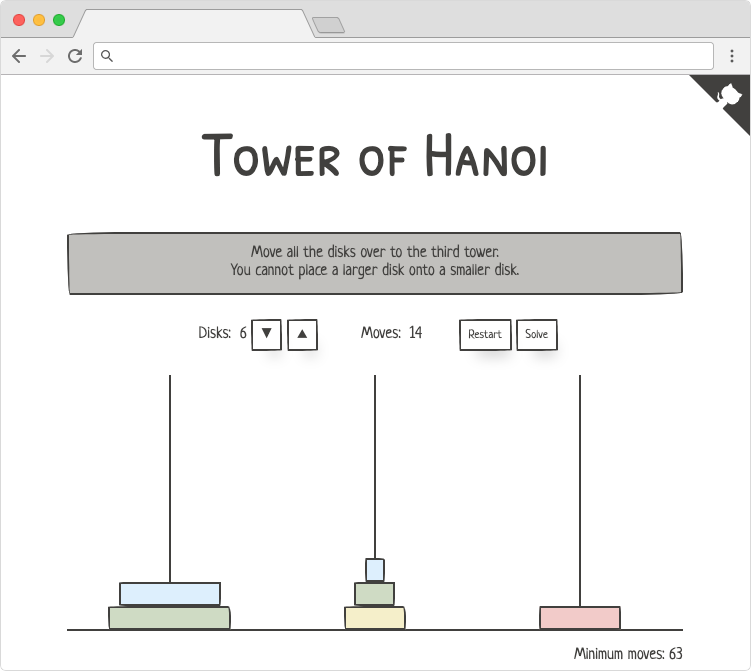 Tower of Hanoi
Move all the disks over to the third tower.
You cannot place a larger disk onto a smaller disk.
Disks: 6 ▼ ▲ Moves: 14 Restart Solve
Minimum moves: 63